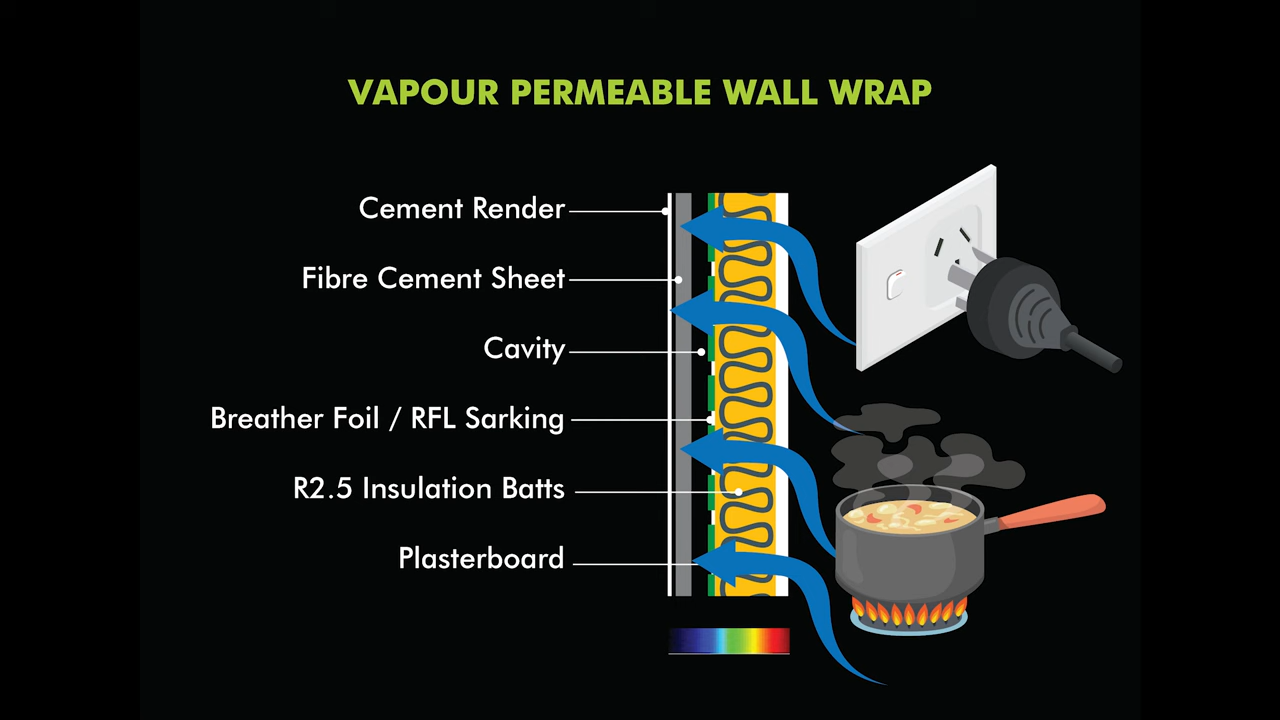 VAPOUR PERMEABLE WALL WRAP
Cement Render
Fibre Cement Sheet
Cavity
Breather Foil / RFL Sarking
R2.5 Insulation Batts
Plasterboard